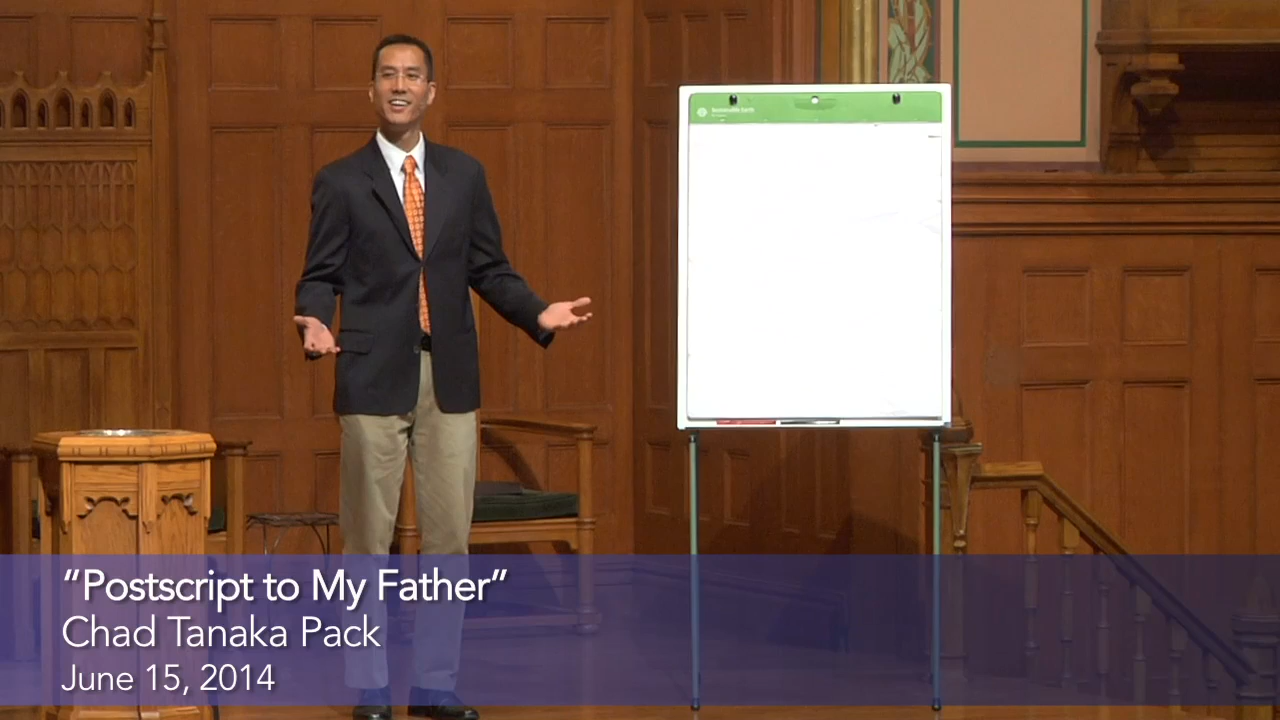 “Postscript to My Father”
Chad Tanaka Pack
June 15, 2014